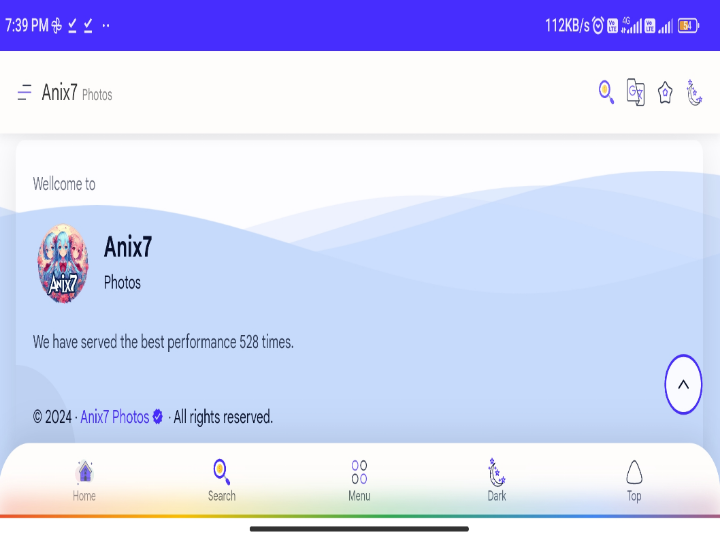 7:39 PM 112KB/s 4G 54
Anix7 Photos
Wellcome to
Anix7
Anix7
Photos
We have served the best performance 528 times.
© 2024 · Anix7 Photos · All rights reserved.
Home Search Menu Dark Top